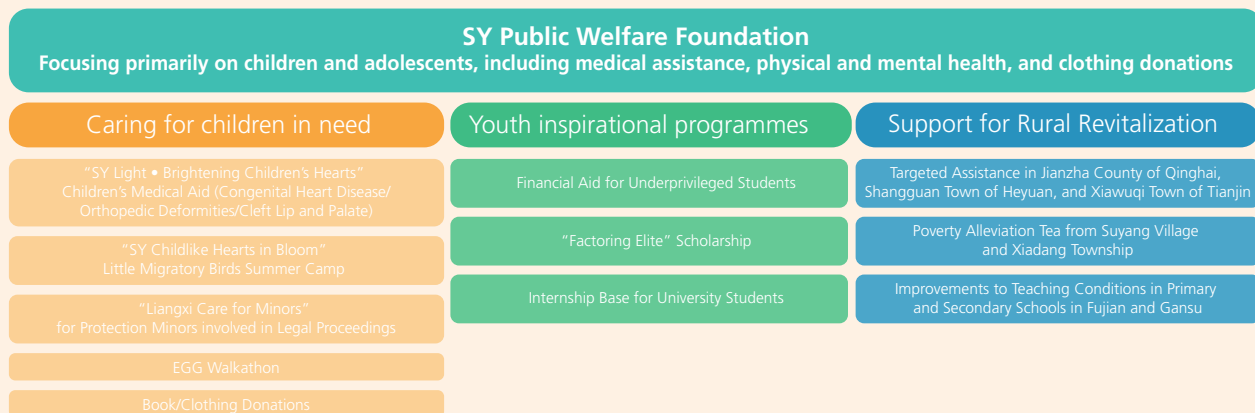 SY Public Welfare Foundation
Focusing primarily on children and adolescents, including medical assistance, physical and mental health, and clothing donations
Caring for children in need
"SY Light • Brightening Children's Hearts"
Children's Medical Aid (Congenital Heart Disease/
Orthopedic Deformities/Cleft Lip and Palate)
"SY Childlike Hearts in Bloom"
Little Migratory Birds Summer Camp
"Liangxi Care for Minors"
for Protection Minors involved in Legal Proceedings
EGG Walkathon
Book/Clothing Donations
Youth inspirational programmes
Financial Aid for Underprivileged Students
"Factoring Elite" Scholarship
Internship Base for University Students
Support for Rural Revitalization
Targeted Assistance in Jianzha County of Qinghai,
Shangguan Town of Heyuan, and Xiawuqi Town of Tianjin
Poverty Alleviation Tea from Suyang Village
and Xiadang Township
Improvements to Teaching Conditions in Primary
and Secondary Schools in Fujian and Gansu